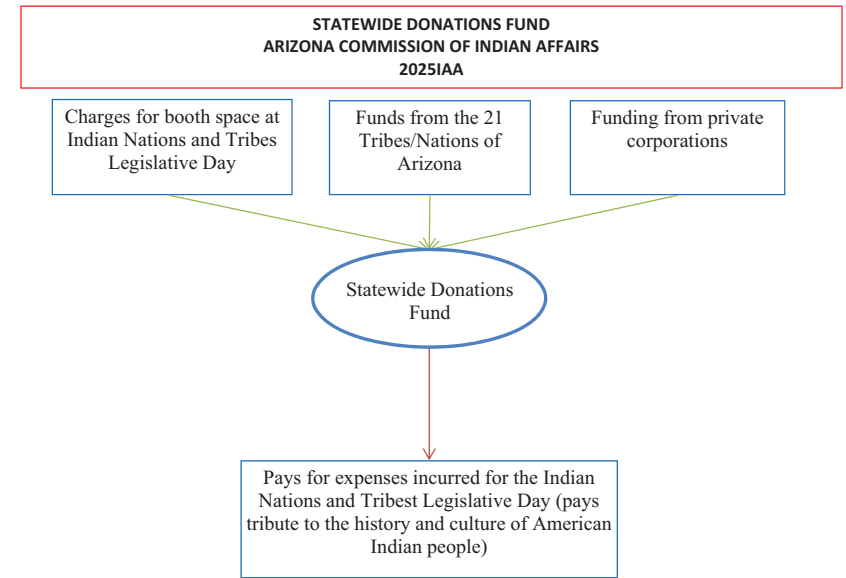 STATEWIDE DONATIONS FUND
ARIZONA COMMISSION OF INDIAN AFFAIRS
2025IAA
Charges for booth space at
Indian Nations and Tribes
Legislative Day
Funds from the 21
Tribes/Nations of
Arizona
Funding from private
corporations
Statewide Donations
Fund
Pays for expenses incurred for the Indian
Nations and Tribest Legislative Day (pays
tribute to the history and culture of American
Indian people)